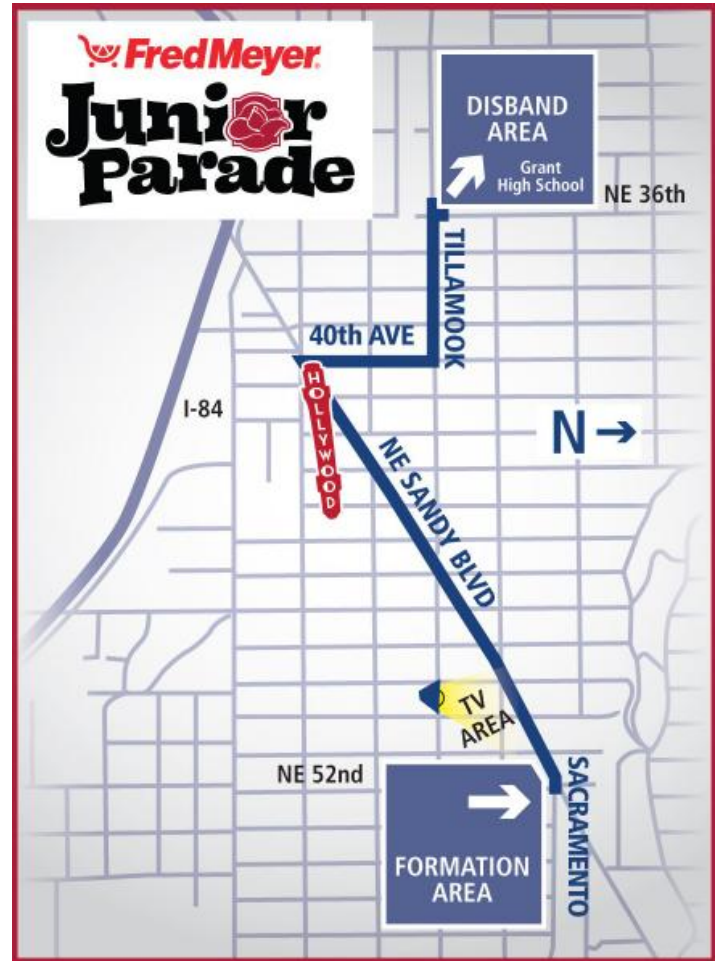 FredMeyer
Junior
Parade
DISBAND
AREA
Grant
High School
NE 36th
TILLAMOOK
40th AVE
HOLLYWOOD
I-84
N
NE SANDY BLVD
TV
AREA
NE 52nd
SACRAMENTO
FORMATION
AREA